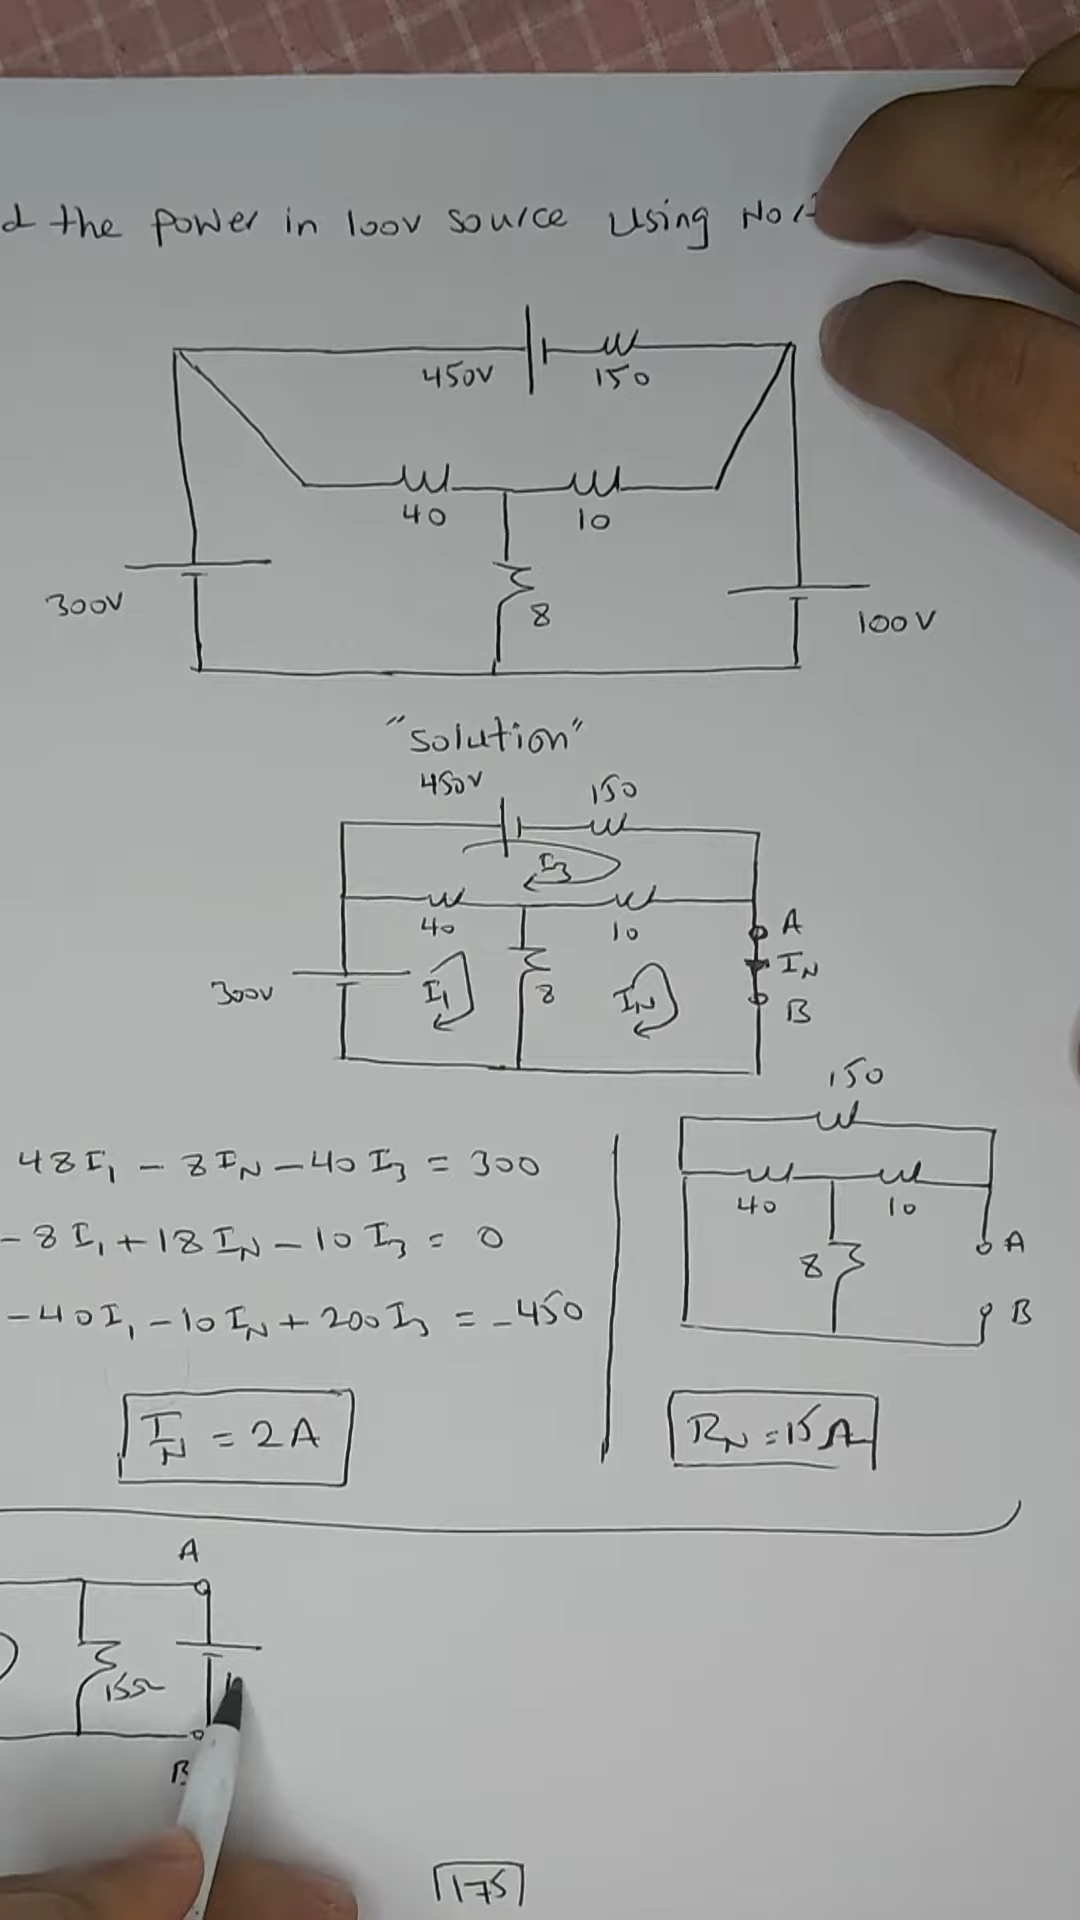 d the power in 100V source using No
450V
150
40
10
300V
8
100V
"solution"
450V
150
I3
40
10
A
IN
B
300V
I1
8
IN
150
48I1 - 8IN - 40I3 = 300
-8I1 + 18IN - 10I3 = 0
-40I1 - 10IN + 200I3 = -450
40
10
8
A
B
IN = 2A
RN = 15Ω
A
15Ω
B
175